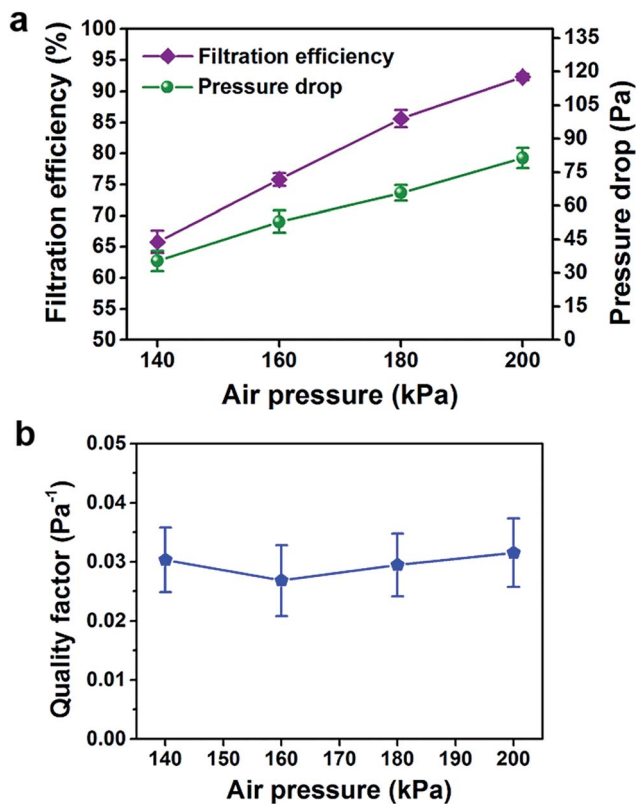 a
Filtration efficiency (%)
100
95
90
85
80
75
70
65
60
55
50
Filtration efficiency
Pressure drop
135
120
105
90
75
60
45
30
15
0
Pressure drop (Pa)
140 160 180 200
Air pressure (kPa)
b
Quality factor (Pa⁻¹)
0.05
0.04
0.03
0.02
0.01
0.00
140 150 160 170 180 190 200
Air pressure (kPa)